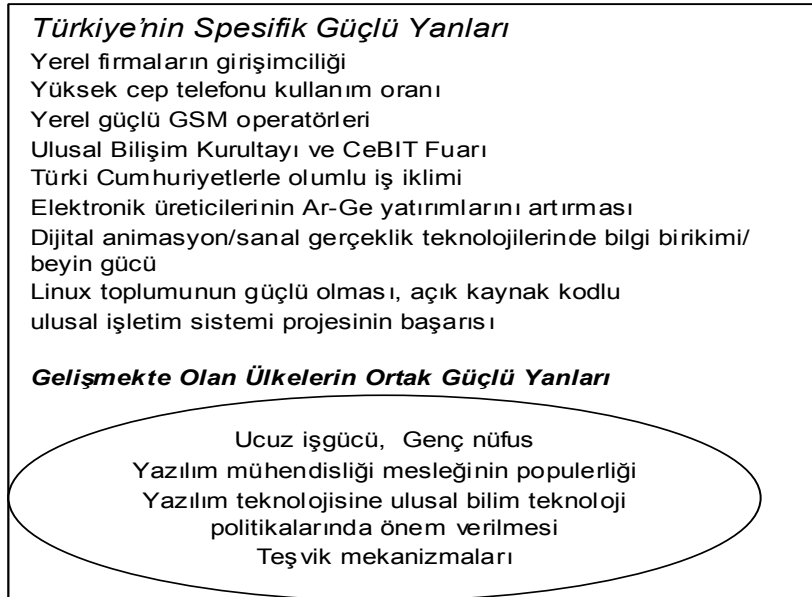 Türkiye'nin Spesifik Güçlü Yanları
Yerel firmaların girişimciliği
Yüksek cep telefonu kullanım oranı
Yerel güçlü GSM operatörleri
Ulusal Bilişim Kurultayı ve CeBIT Fuarı
Türki Cumhuriyetlerle olumlu iş iklimi
Elektronik üreticilerinin Ar-Ge yatırımlarını artırması
Dijital animasyon/sanal gerçeklik teknolojilerinde bilgi birikimi/
beyin gücü
Linux toplumunun güçlü olması, açık kaynak kodlu
ulusal işletim sistemi projesinin başarısı
Gelişmekte Olan Ülkelerin Ortak Güçlü Yanları
Ucuz işgücü, Genç nüfus
Yazılım mühendisliği mesleğinin populerliği
Yazılım teknolojisine ulusal bilim teknoloji
politikalarında önem verilmesi
Teşvik mekanizmaları